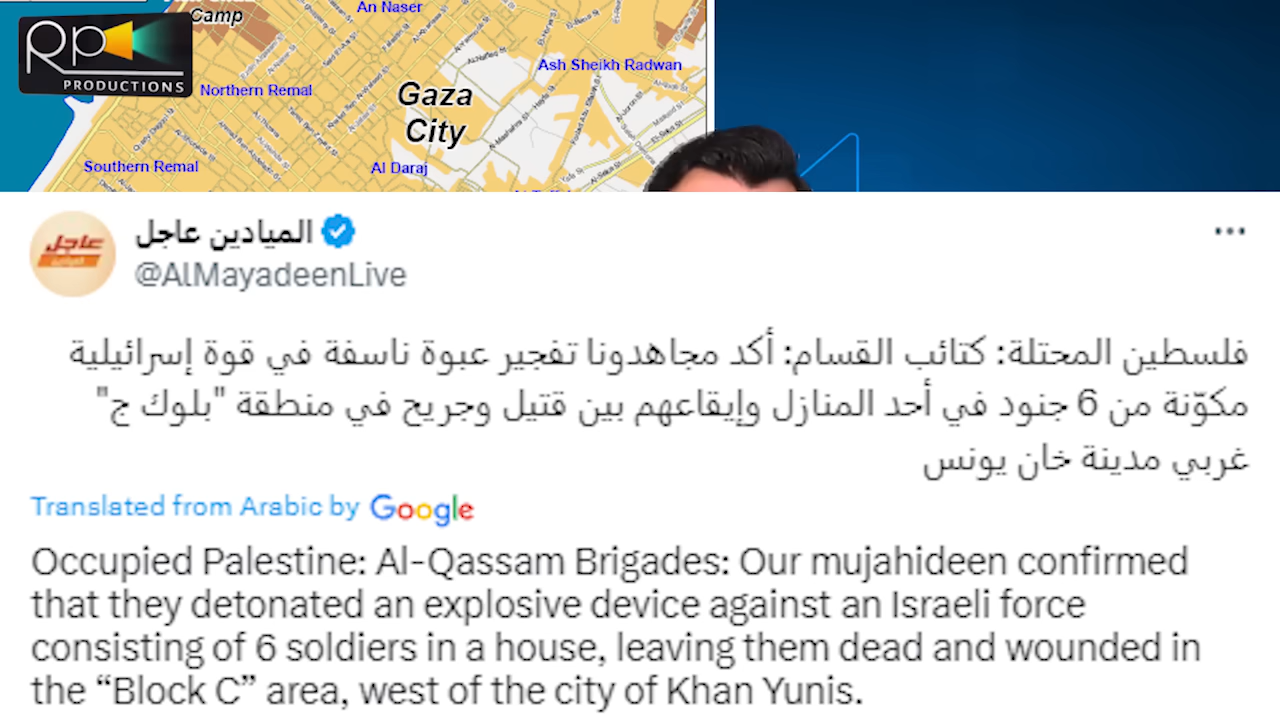 Camp
An Naser
RP
PRODUCTIONS
Northern Remal
Ash Sheikh Radwan
Gaza
City
Southern Remal
Al Daraj
عاجل
الميادين
الميادين عاجل
@AlMayadeenLive
فلسطين المحتلة: كتائب القسام: أكد مجاهدونا تفجير عبوة ناسفة في قوة إسرائيلية
مكوّنة من 6 جنود في أحد المنازل وإيقاعهم بين قتيل وجريح في منطقة "بلوك ج"
غربي مدينة خان يونس
Translated from Arabic by Google
Occupied Palestine: Al-Qassam Brigades: Our mujahideen confirmed
that they detonated an explosive device against an Israeli force
consisting of 6 soldiers in a house, leaving them dead and wounded in
the “Block C” area, west of the city of Khan Yunis.